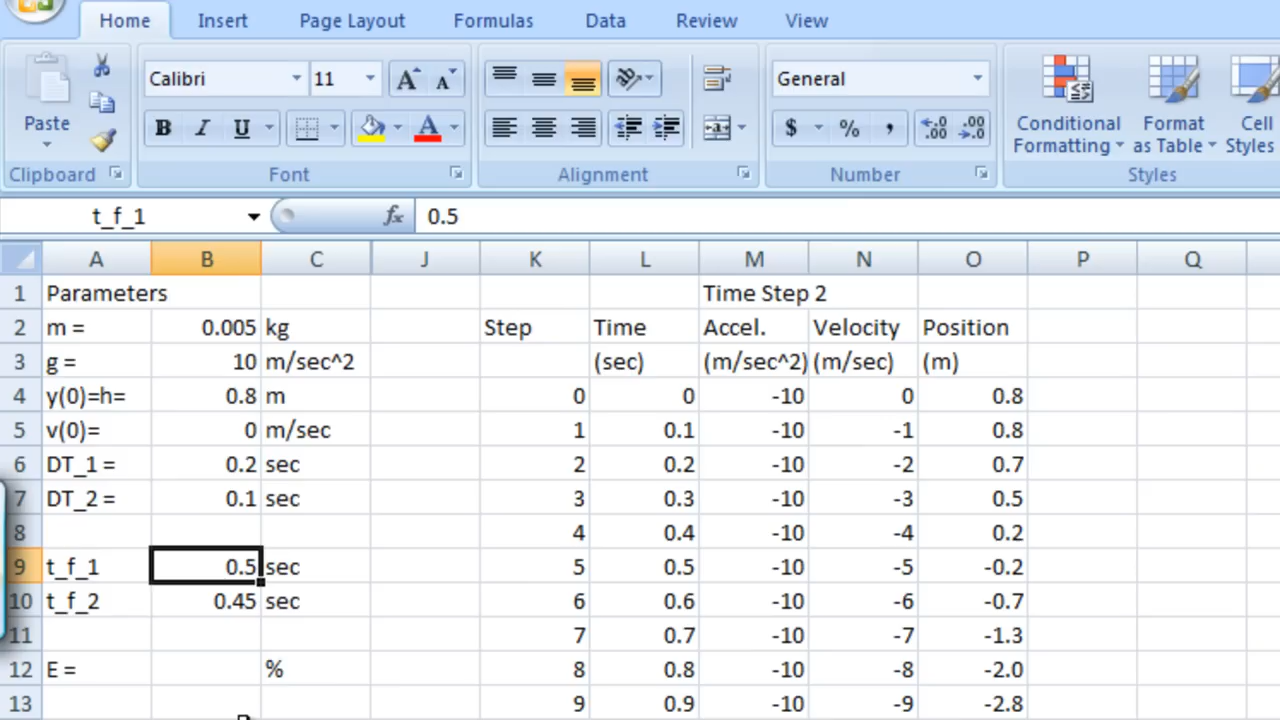 Home Insert Page Layout Formulas Data Review View
Calibri 11 General
Paste B I U $ % , Conditional Formatting Format as Table Cell Styles
Clipboard Font Alignment Number Styles
t_f_1 fx 0.5
A B C J K L M N O P Q
1 Parameters Time Step 2
2 m = 0.005 kg Step Time Accel. Velocity Position
3 g = 10 m/sec^2 (sec) (m/sec^2) (m/sec) (m)
4 y(0)=h= 0.8 m 0 0 -10 0 0.8
5 v(0)= 0 m/sec 1 0.1 -10 -1 0.8
6 DT_1 = 0.2 sec 2 0.2 -10 -2 0.7
7 DT_2 = 0.1 sec 3 0.3 -10 -3 0.5
8 4 0.4 -10 -4 0.2
9 t_f_1 0.5 sec 5 0.5 -10 -5 -0.2
10 t_f_2 0.45 sec 6 0.6 -10 -6 -0.7
11 7 0.7 -10 -7 -1.3
12 E = % 8 0.8 -10 -8 -2.0
13 9 0.9 -10 -9 -2.8